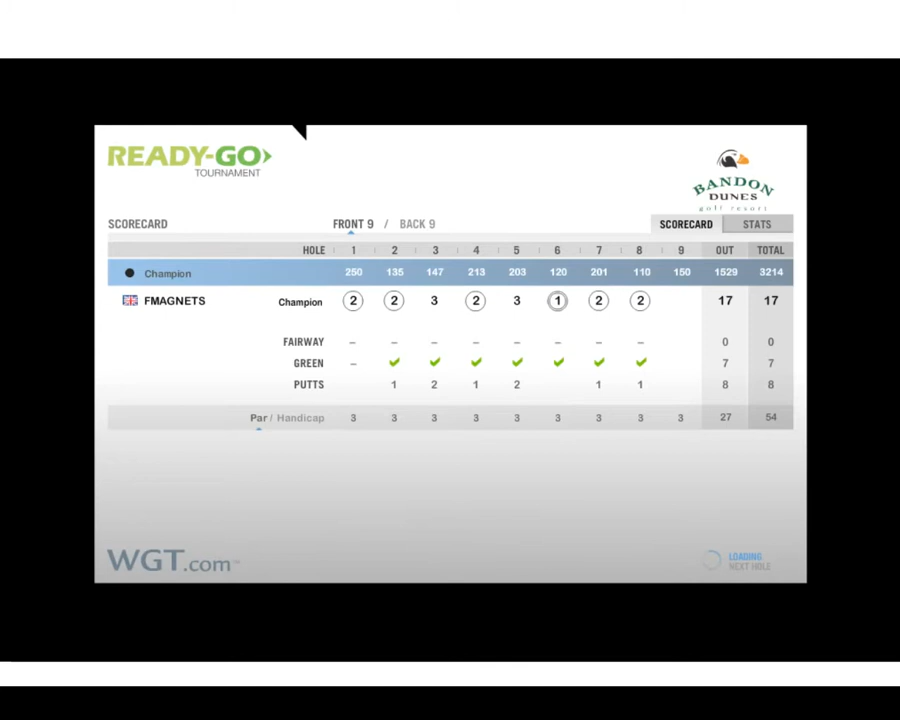 READY-GO
TOURNAMENT
BANDON
DUNES
golf resort
SCORECARD FRONT 9 / BACK 9 SCORECARD STATS
HOLE 1 2 3 4 5 6 7 8 9 OUT TOTAL
Champion 250 135 147 213 203 120 201 110 150 1529 3214
FMAGNETS Champion 2 2 3 2 3 1 2 2 17 17
FAIRWAY – – – – – – – – 0 0
GREEN – 7 7
PUTTS 1 2 1 2 1 1 8 8
Par / Handicap 3 3 3 3 3 3 3 3 3 27 54
WGT.com
LOADING
NEXT HOLE